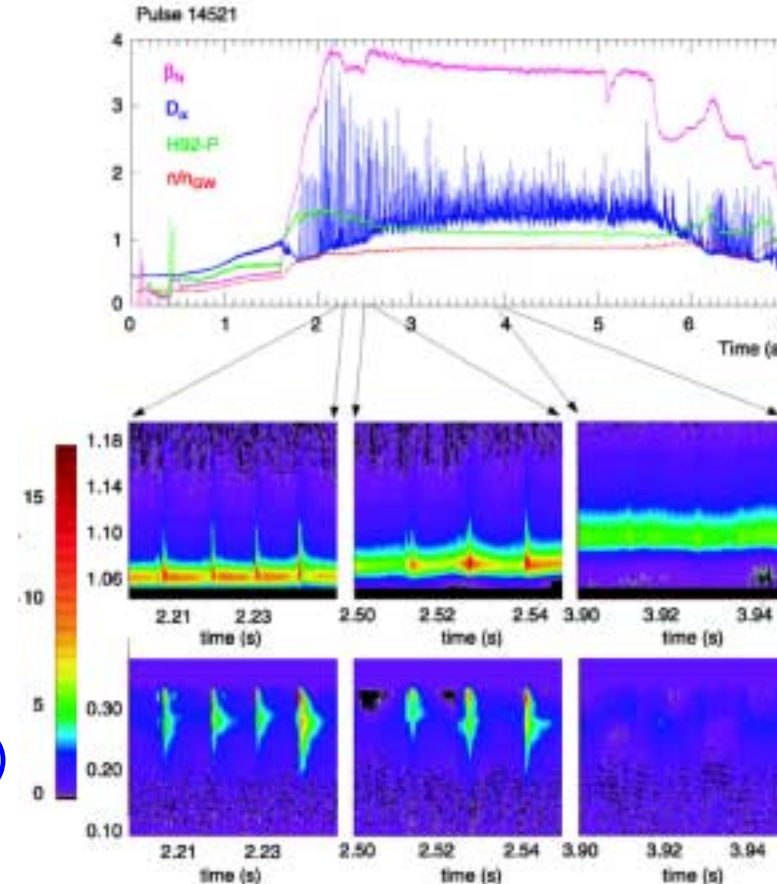 Pulse 14521
4
βN
3
Dα
H92-P
2
n/nGW
1
0
0 1 2 3 4 5 6
Time (s
1.18
15
1.14
1.10
10
1.06
2.21 2.23 2.50 2.52 2.54 3.90 3.92 3.94
time (s) time (s) time (s)
5
0.30
)
0.20
0
0.10
2.21 2.23 2.50 2.52 2.54 3.90 3.92 3.94
time (s) time (s) time (s)